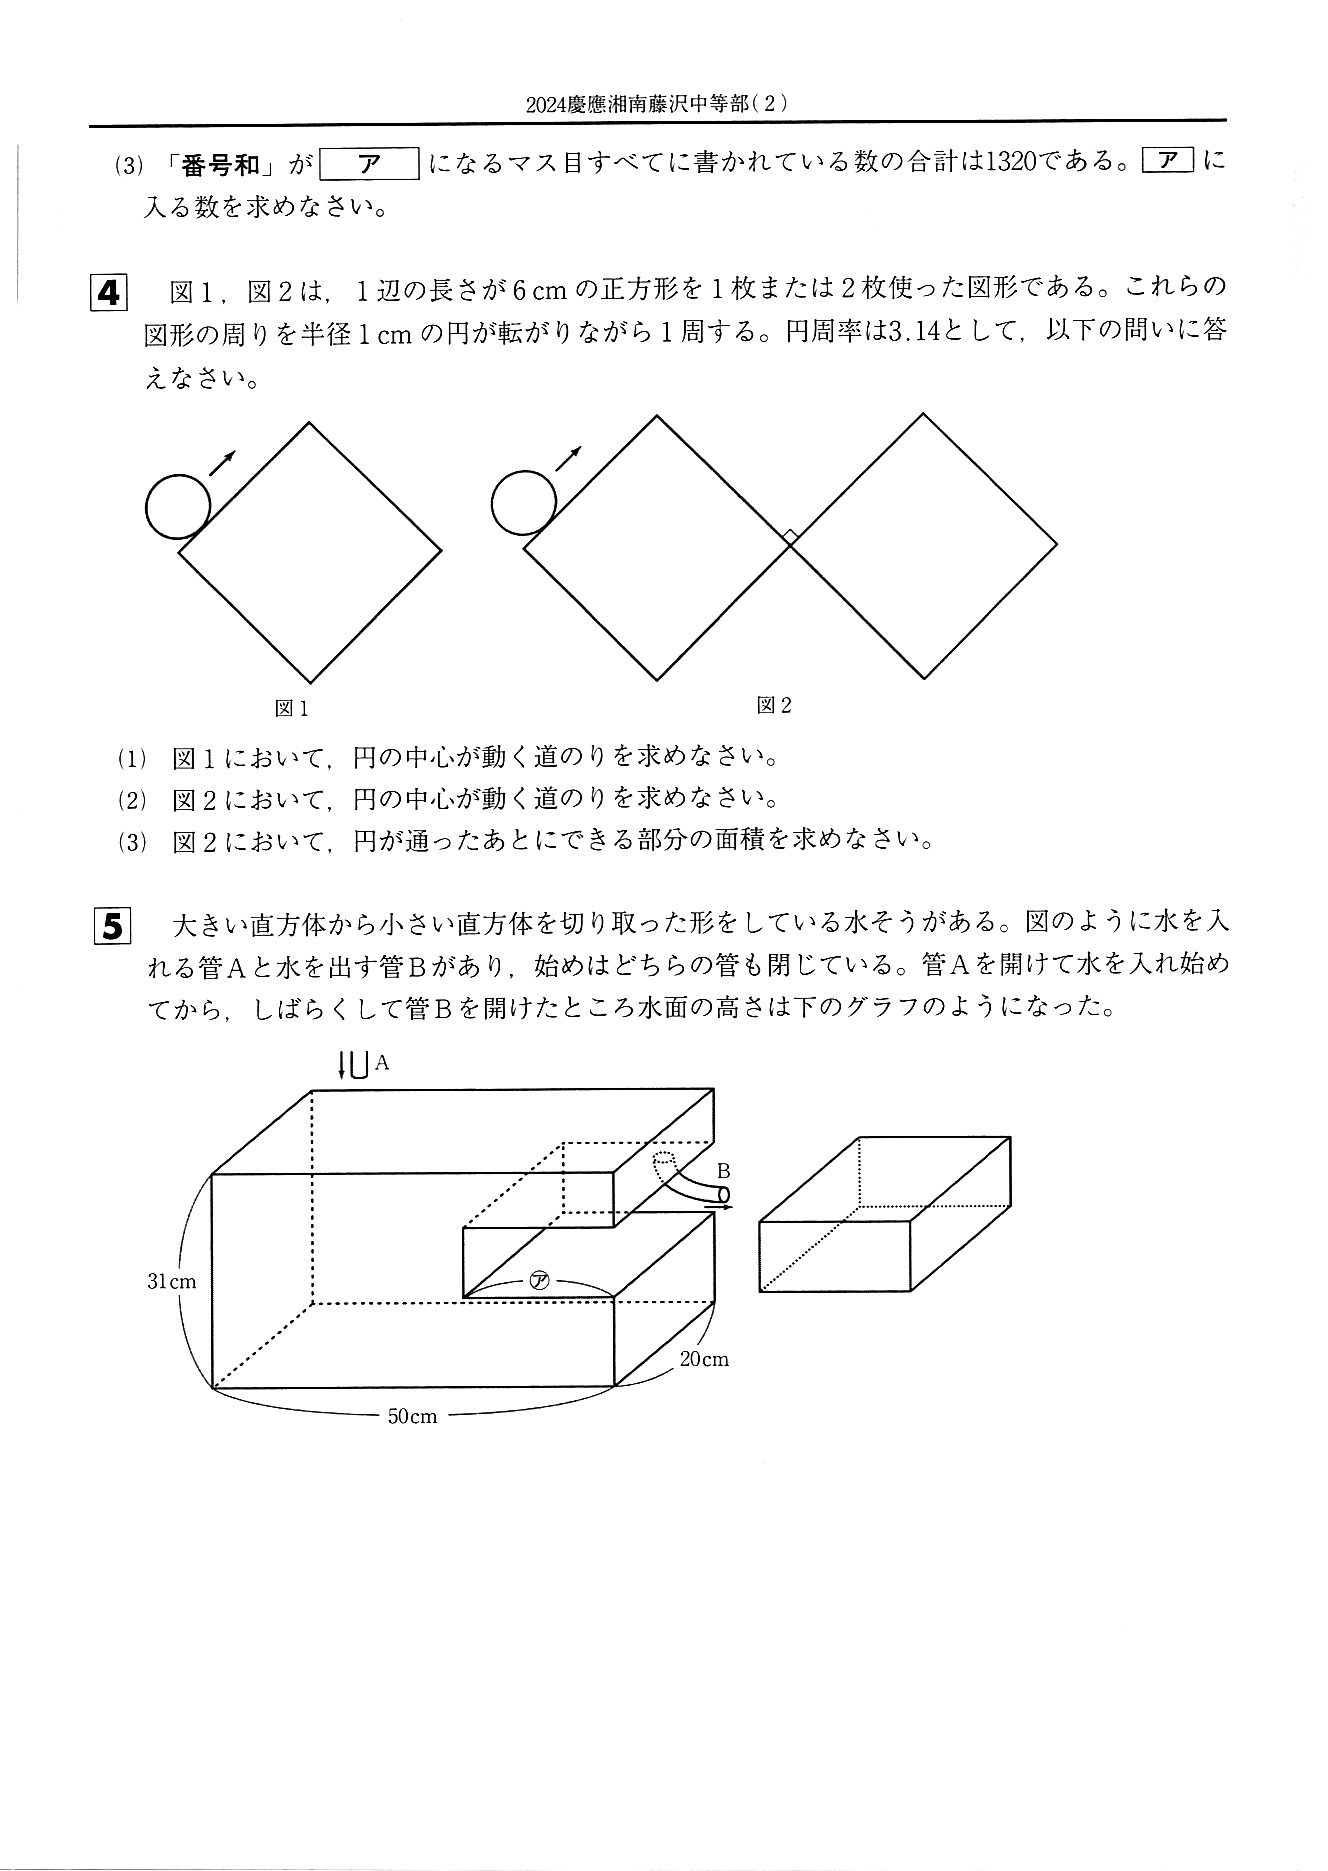 2024慶應湘南藤沢中等部(2)
(3) 「番号和」が ア になるマス目すべてに書かれている数の合計は1320である。 ア に
入る数を求めなさい。
4 図1，図2は，1辺の長さが6cmの正方形を1枚または2枚使った図形である。これらの
図形の周りを半径1cmの円が転がりながら1周する。円周率は3.14として，以下の問いに答
えなさい。
図1
図2
(1) 図1において，円の中心が動く道のりを求めなさい。
(2) 図2において，円の中心が動く道のりを求めなさい。
(3) 図2において，円が通ったあとにできる部分の面積を求めなさい。
5 大きい直方体から小さい直方体を切り取った形をしている水そうがある。図のように水を入
れる管Aと水を出す管Bがあり，始めはどちらの管も閉じている。管Aを開けて水を入れ始め
てから，しばらくして管Bを開けたところ水面の高さは下のグラフのようになった。
A
B
㋐
31cm
20cm
50cm